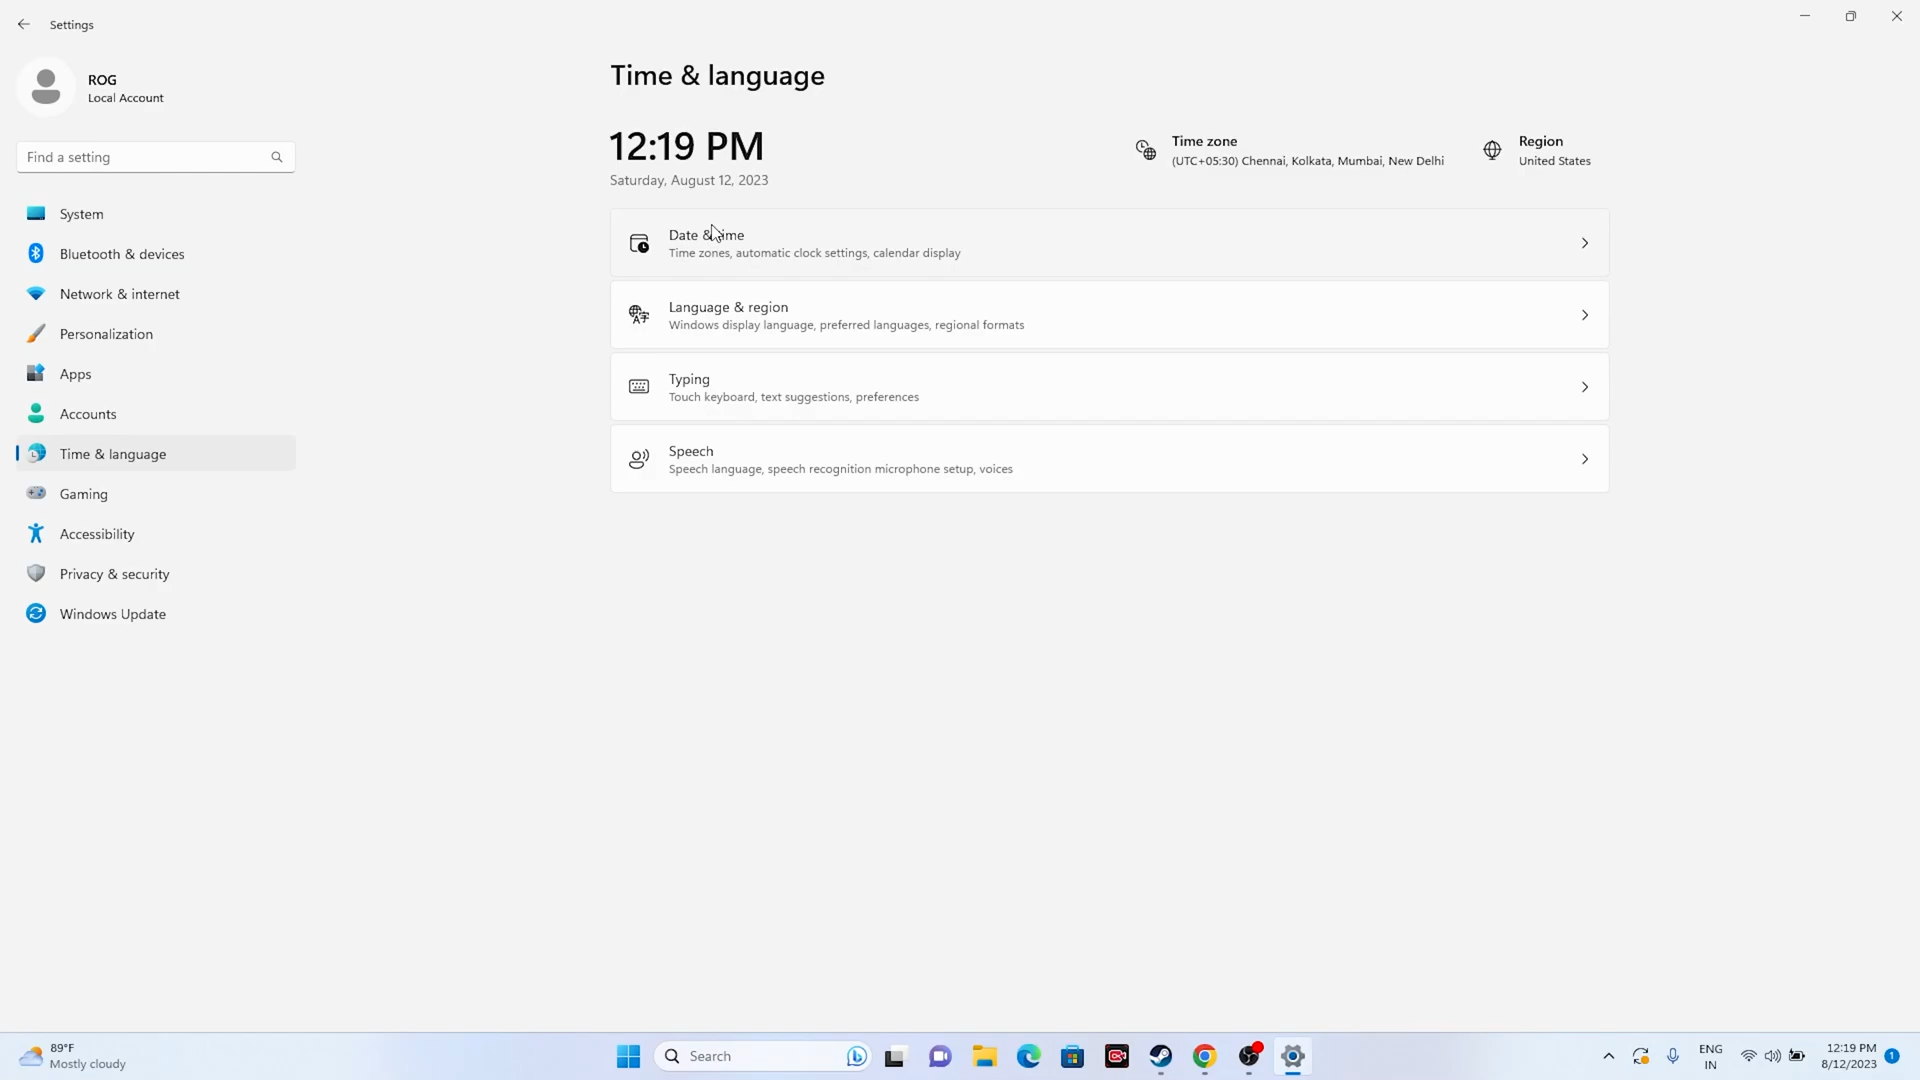 Settings
ROG
Local Account
Find a setting
System
Bluetooth & devices
Network & internet
Personalization
Apps
Accounts
Time & language
Gaming
Accessibility
Privacy & security
Windows Update
Time & language
12:19 PM
Saturday, August 12, 2023
Time zone
(UTC+05:30) Chennai, Kolkata, Mumbai, New Delhi
Region
United States
Date & time
Time zones, automatic clock settings, calendar display
Language & region
Windows display language, preferred languages, regional formats
Typing
Touch keyboard, text suggestions, preferences
Speech
Speech language, speech recognition microphone setup, voices
89°F
Mostly cloudy
Search
ENG
IN
12:19 PM
8/12/2023
1